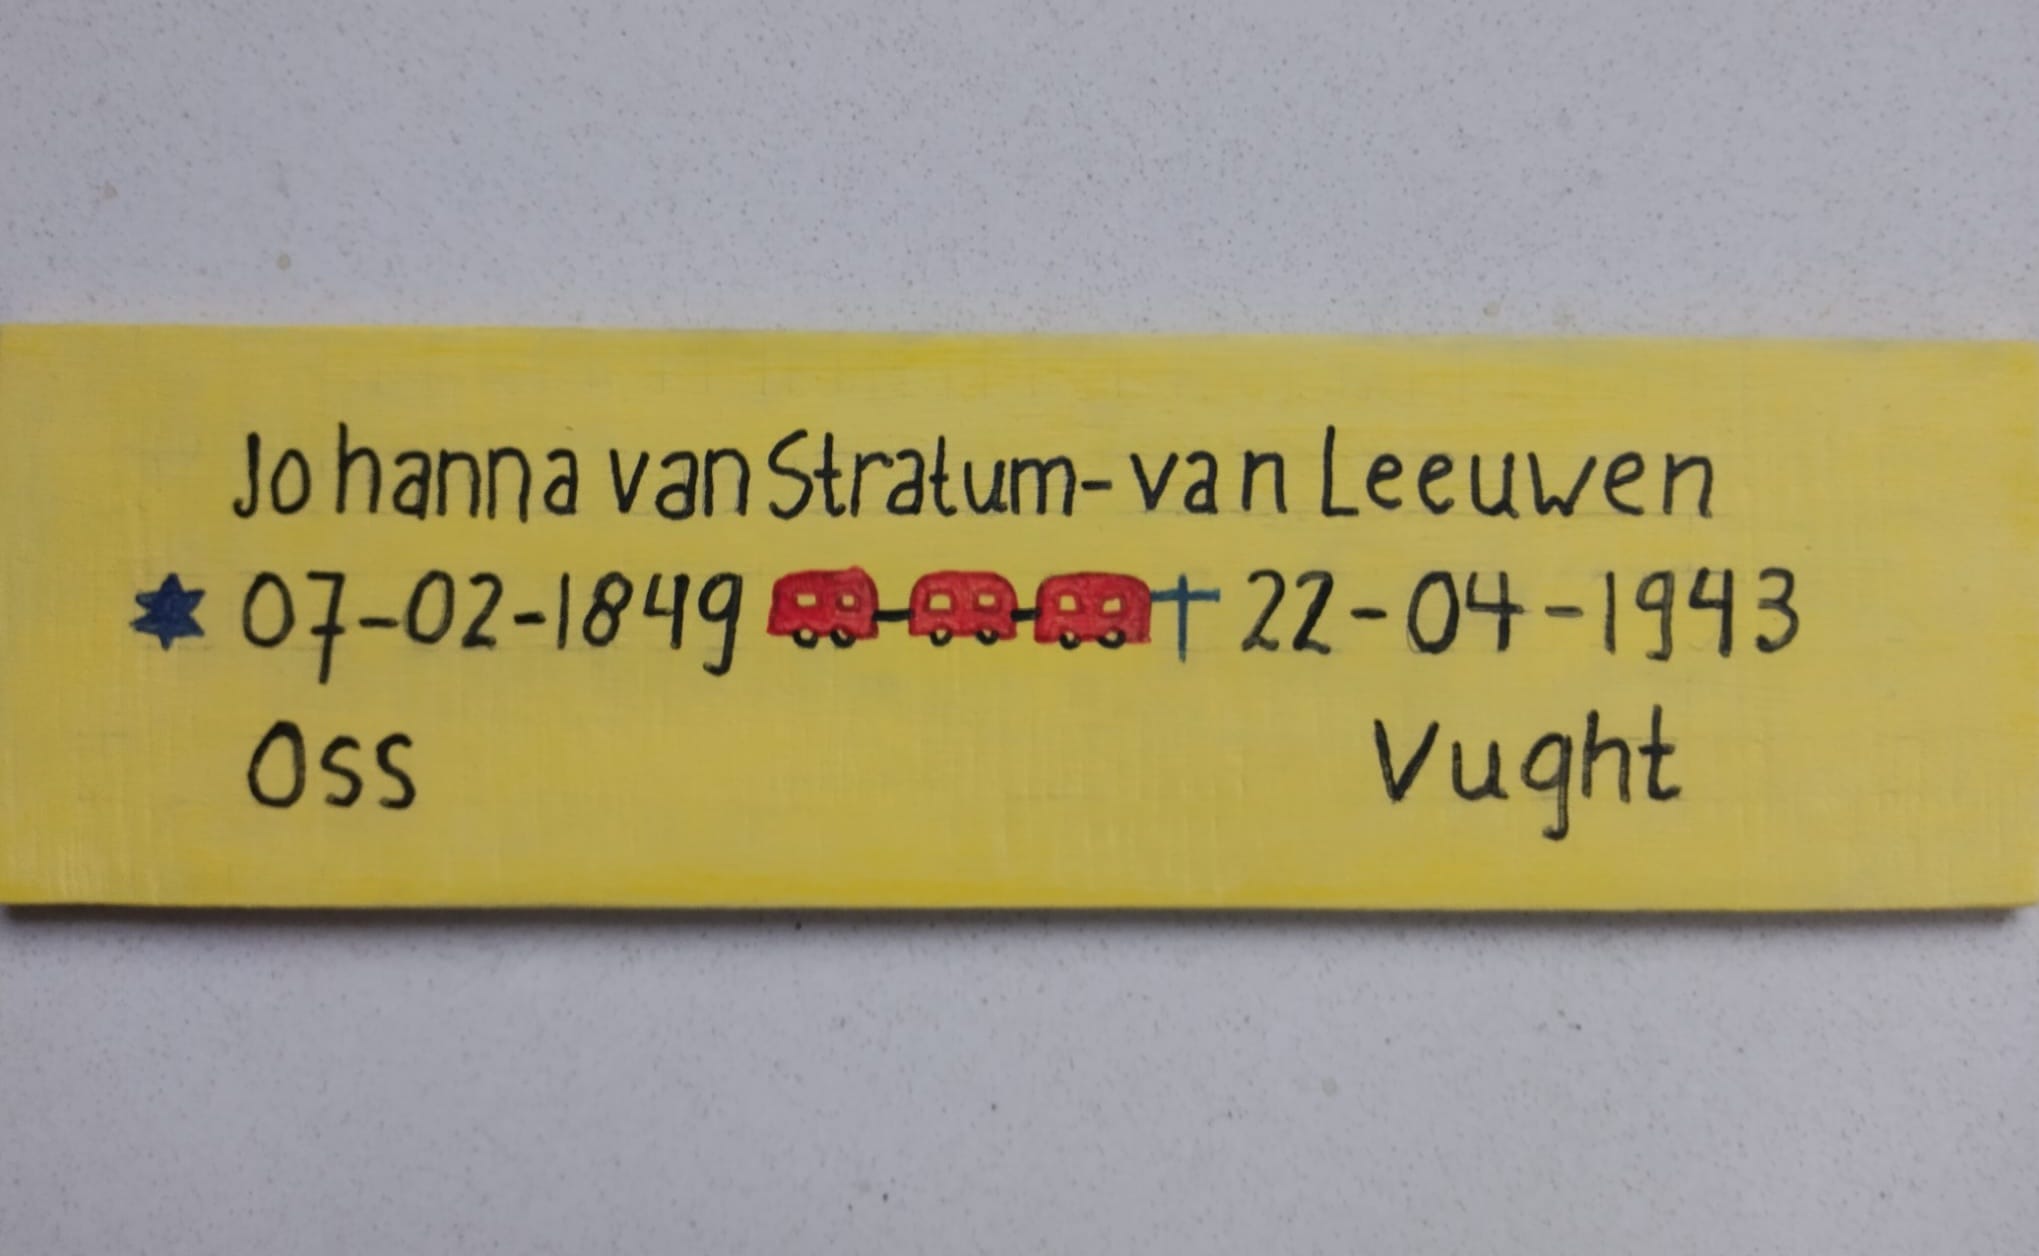 Johanna van Stratum-van Leeuwen
07-02-1849 22-04-1943
Oss Vught